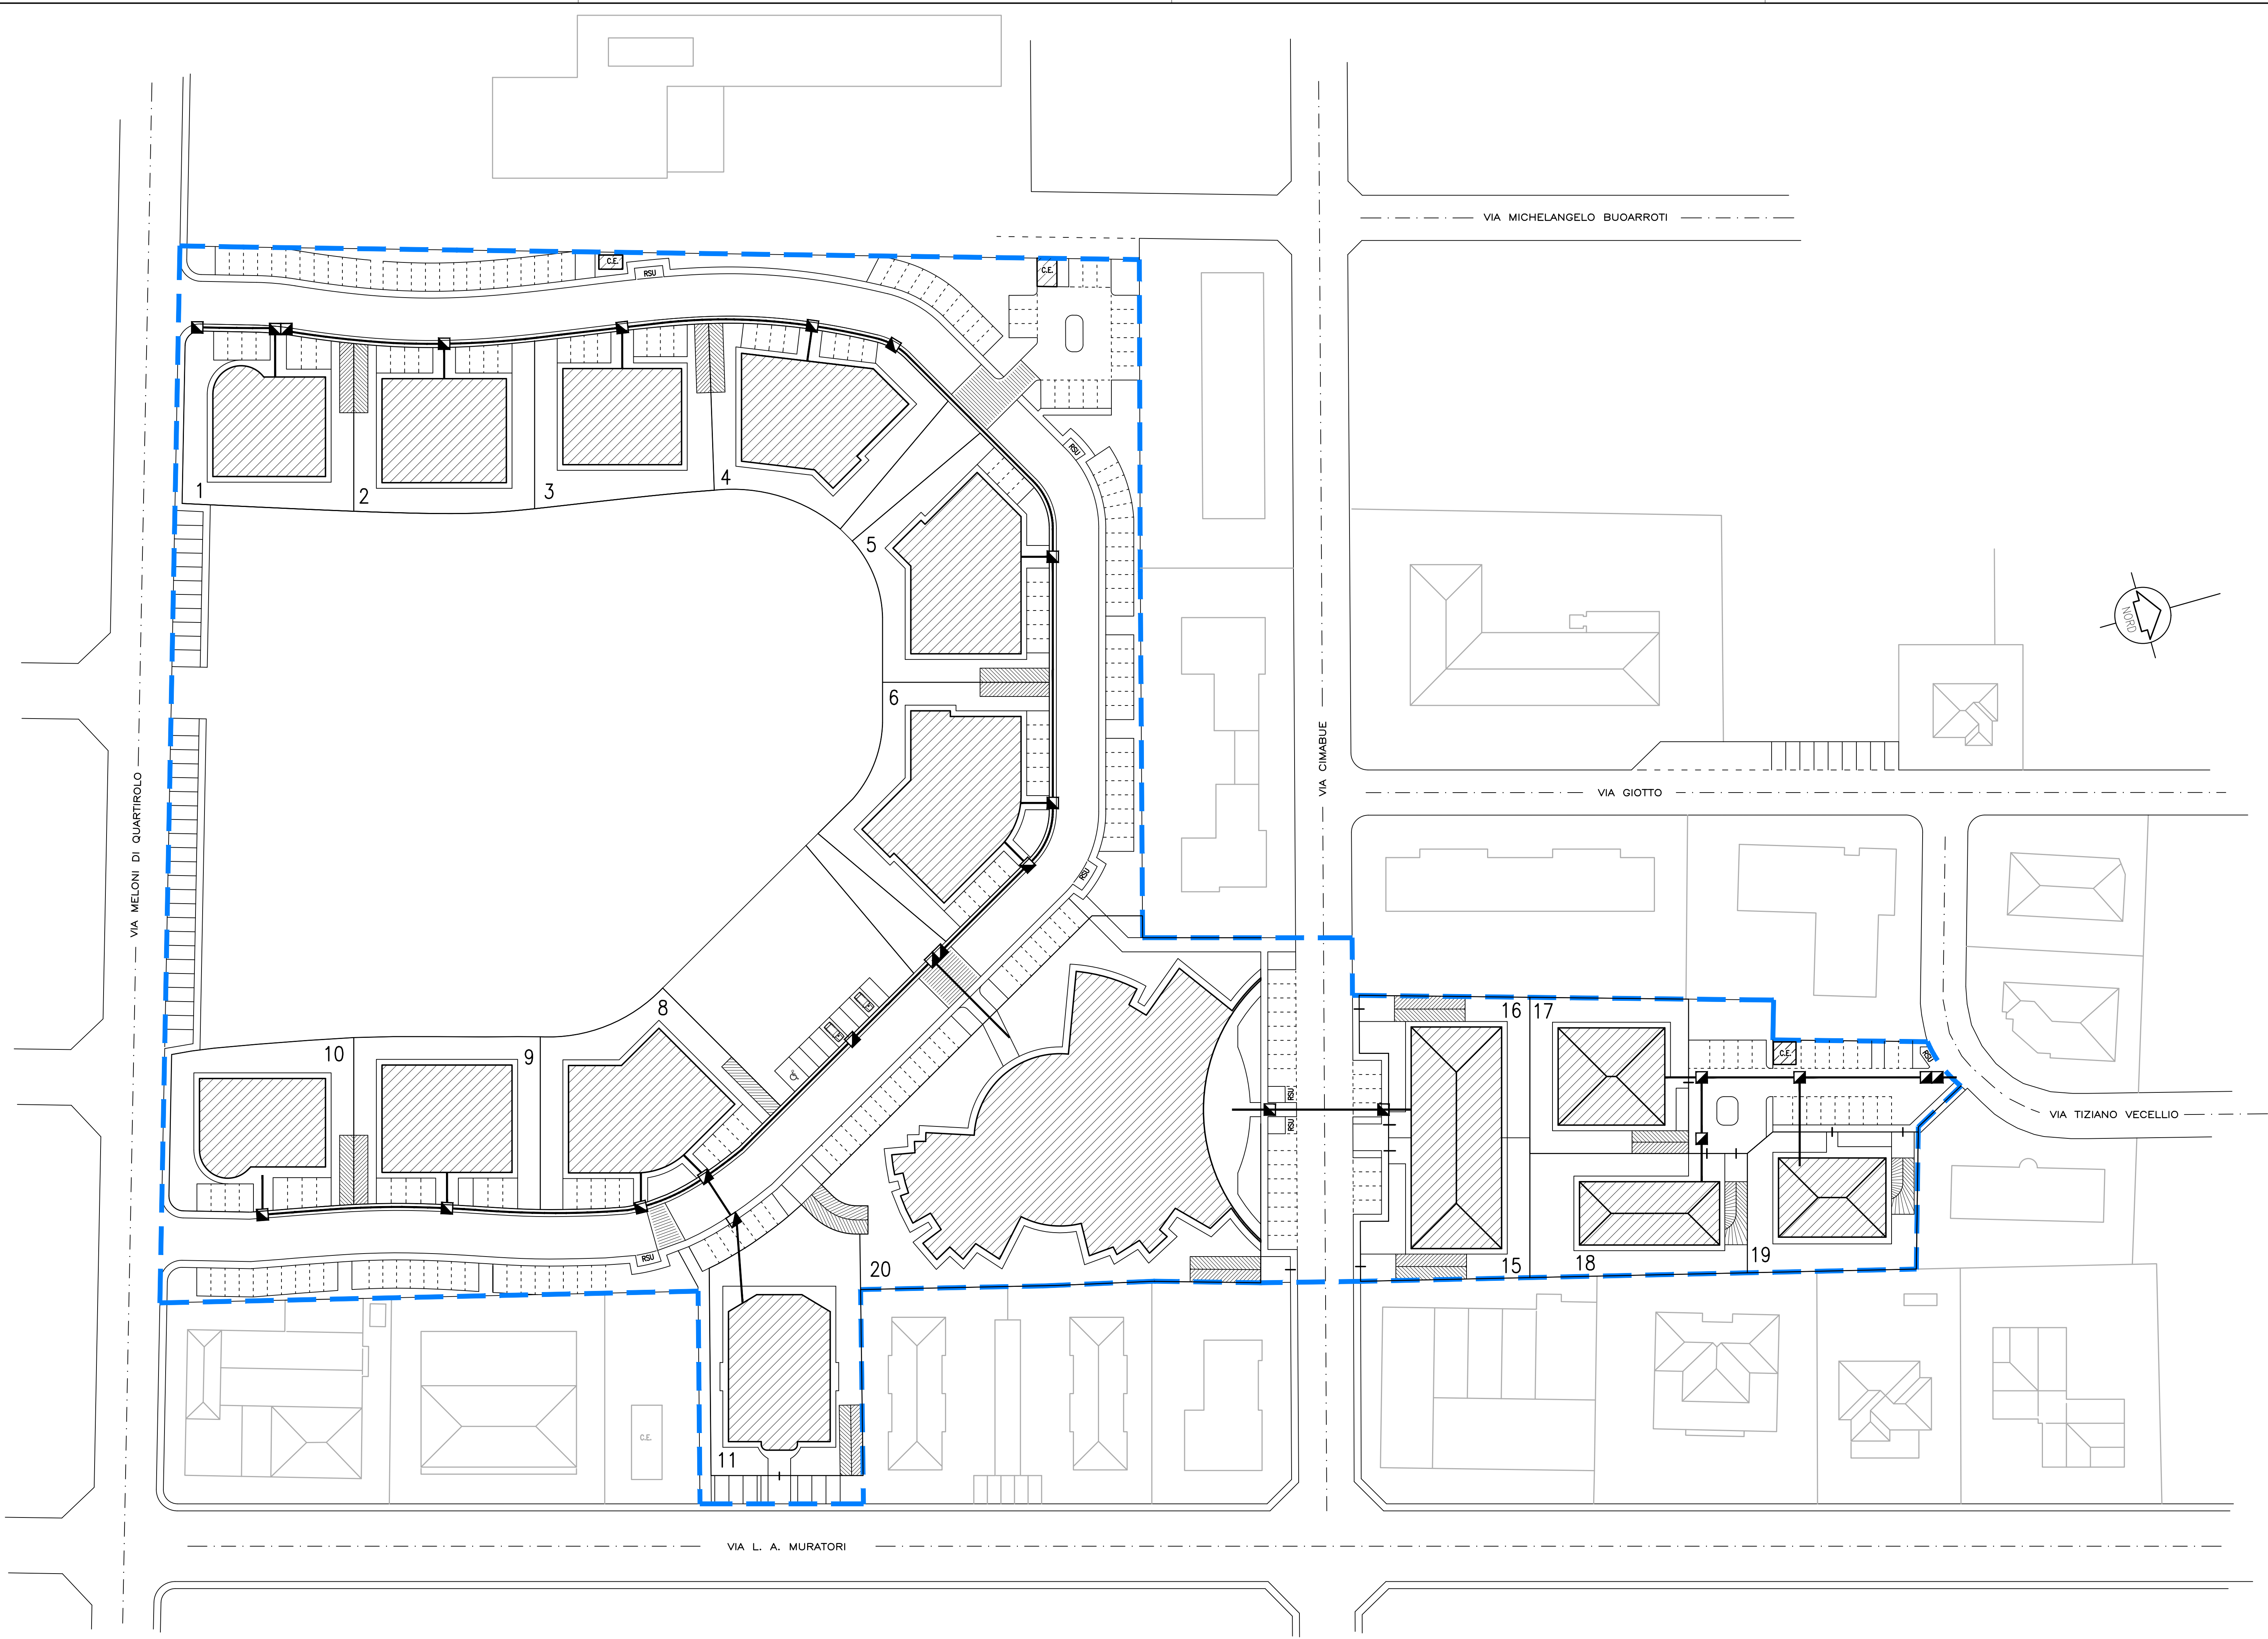 VIA MICHELANGELO BUOARROTI
C.E.
RSU
C.E.
RSU
1
2
3
4
5
NORD
6
VIA MELONI DI QUARTIROLO
VIA CIMABUE
VIA GIOTTO
RSU
8
16
17
10
9
C.E.
RSU
RSU
RSU
VIA TIZIANO VECELLIO
RSU
20
15
18
19
C.E.
11
VIA L. A. MURATORI